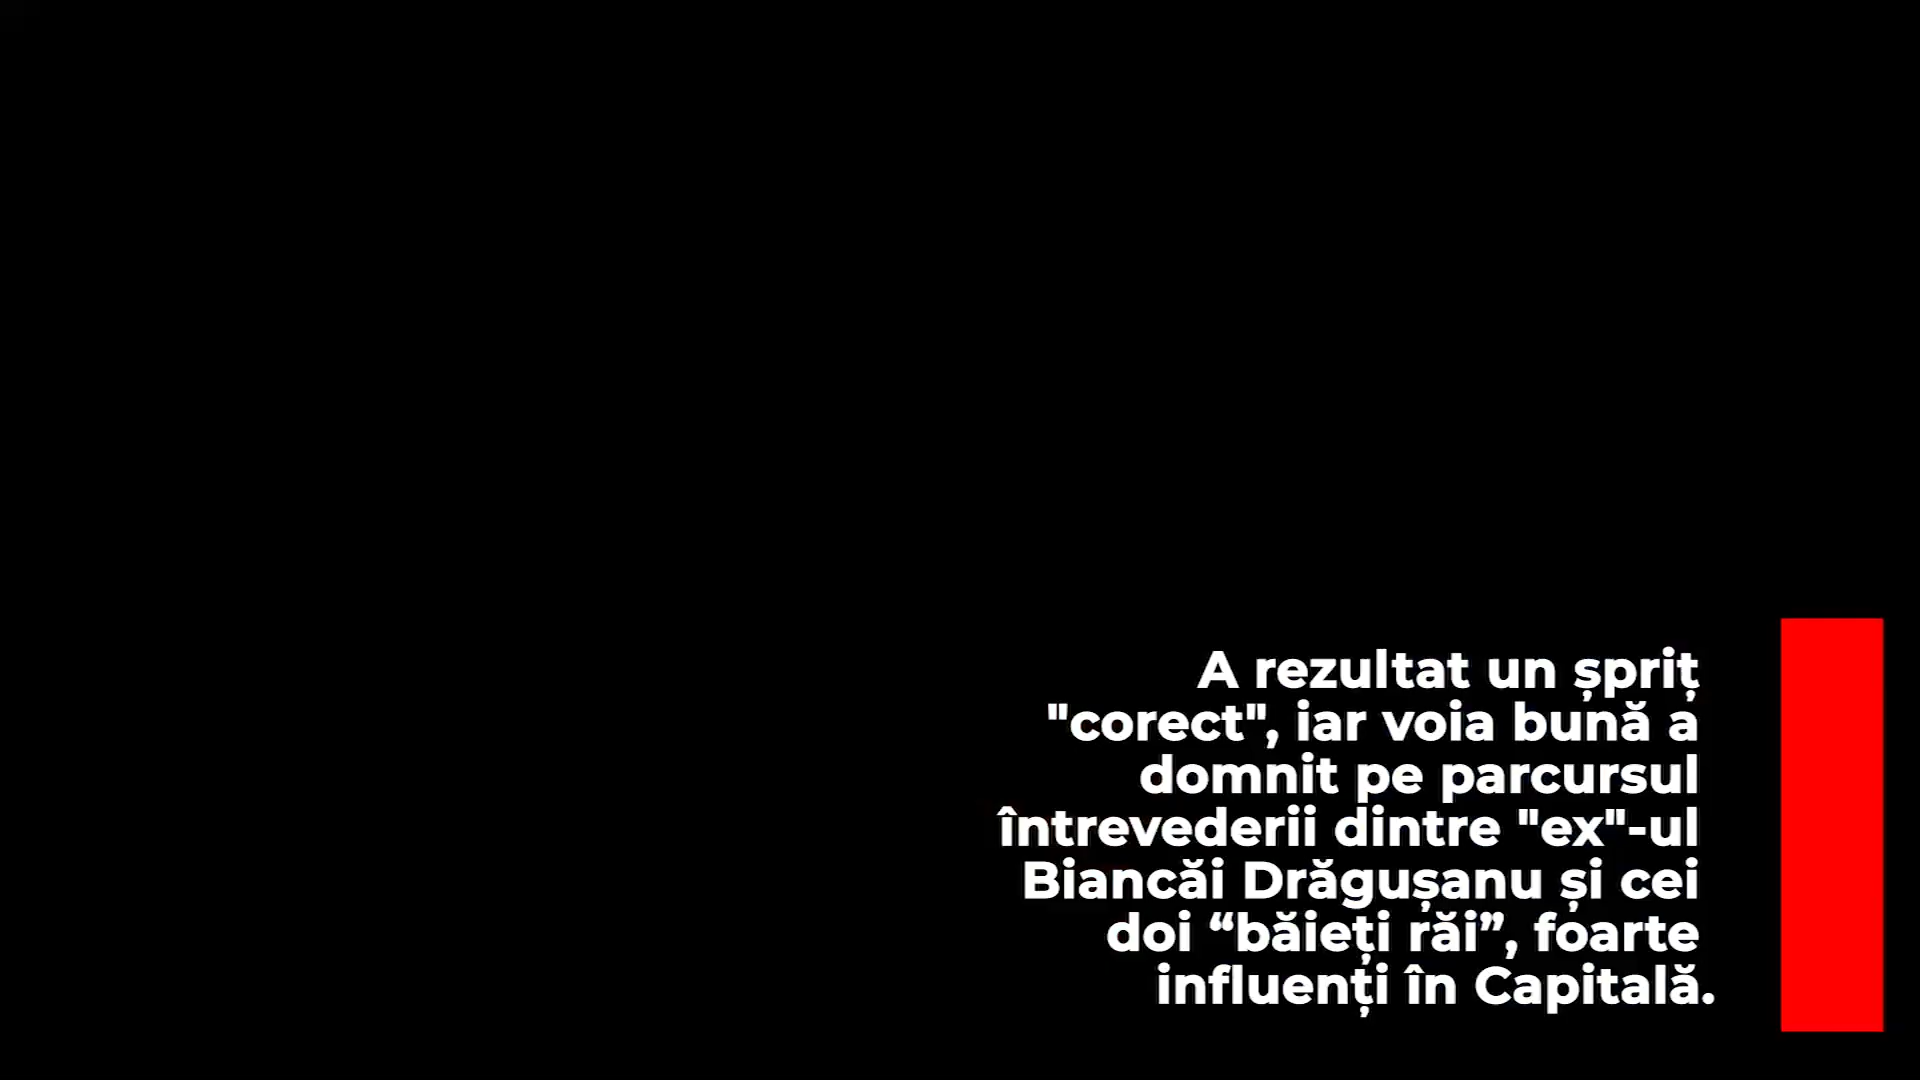 A rezultat un șpriț
"corect", iar voia bună a
domnit pe parcursul
întrevederii dintre "ex"-ul
Biancăi Drăgușanu și cei
doi “băieți răi”, foarte
influenți în Capitală.